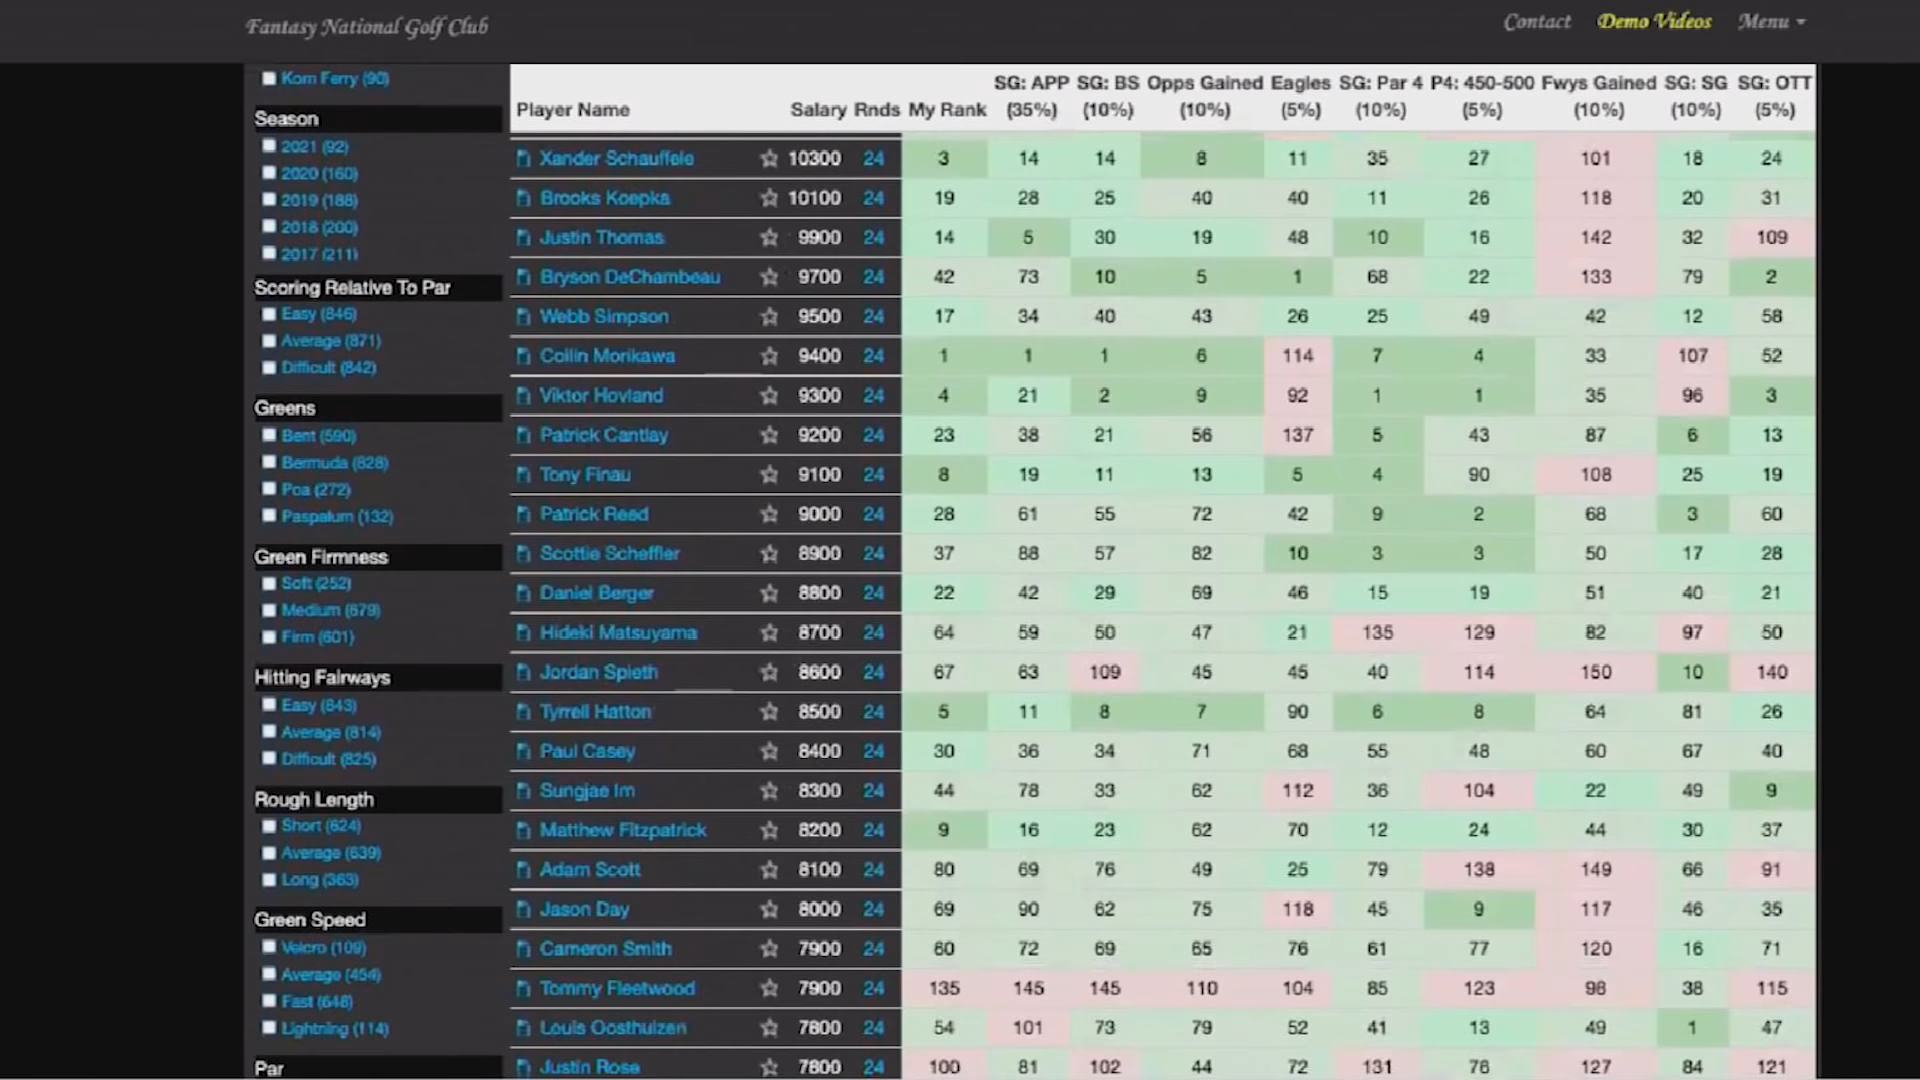 Fantasy National Golf Club
Contact Demo Videos Menu
Korn Ferry (90)
Season
2021 (92)
2020 (160)
2019 (188)
2018 (200)
2017 (211)
Scoring Relative To Par
Easy (846)
Average (871)
Difficult (842)
Greens
Bent (590)
Bermuda (828)
Poa (272)
Paspalum (132)
Green Firmness
Soft (252)
Medium (679)
Firm (601)
Hitting Fairways
Easy (843)
Average (814)
Difficult (825)
Rough Length
Short (624)
Average (639)
Long (363)
Green Speed
Velcro (109)
Average (454)
Fast (648)
Lightning (114)
Par
SG: APP SG: BS Opps Gained Eagles SG: Par 4 P4: 450-500 Fwys Gained SG: SG SG: OTT
Player Name Salary Rnds My Rank (35%) (10%) (10%) (5%) (10%) (5%) (10%) (10%) (5%)
Xander Schauffele 10300 24 3 14 14 8 11 35 27 101 18 24
Brooks Koepka 10100 24 19 28 25 40 40 11 26 118 20 31
Justin Thomas 9900 24 14 5 30 19 48 10 16 142 32 109
Bryson DeChambeau 9700 24 42 73 10 5 1 68 22 133 79 2
Webb Simpson 9500 24 17 34 40 43 26 25 49 42 12 58
Collin Morikawa 9400 24 1 1 1 6 114 7 4 33 107 52
Viktor Hovland 9300 24 4 21 2 9 92 1 1 35 96 3
Patrick Cantlay 9200 24 23 38 21 56 137 5 43 87 6 13
Tony Finau 9100 24 8 19 11 13 5 4 90 108 25 19
Patrick Reed 9000 24 28 61 55 72 42 9 2 68 3 60
Scottie Scheffler 8900 24 37 88 57 82 10 3 3 50 17 28
Daniel Berger 8800 24 22 42 29 69 46 15 19 51 40 21
Hideki Matsuyama 8700 24 64 59 50 47 21 135 129 82 97 50
Jordan Spieth 8600 24 67 63 109 45 45 40 114 150 10 140
Tyrrell Hatton 8500 24 5 11 8 7 90 6 8 64 81 26
Paul Casey 8400 24 30 36 34 71 68 55 48 60 67 40
Sungjae Im 8300 24 44 78 33 62 112 36 104 22 49 9
Matthew Fitzpatrick 8200 24 9 16 23 62 70 12 24 44 30 37
Adam Scott 8100 24 80 69 76 49 25 79 138 149 66 91
Jason Day 8000 24 69 90 62 75 118 45 9 117 46 35
Cameron Smith 7900 24 60 72 69 65 76 61 77 120 16 71
Tommy Fleetwood 7900 24 135 145 145 110 104 85 123 98 38 115
Louis Oosthuizen 7800 24 54 101 73 79 52 41 13 49 1 47
Justin Rose 7800 24 100 81 102 44 72 131 76 127 84 121